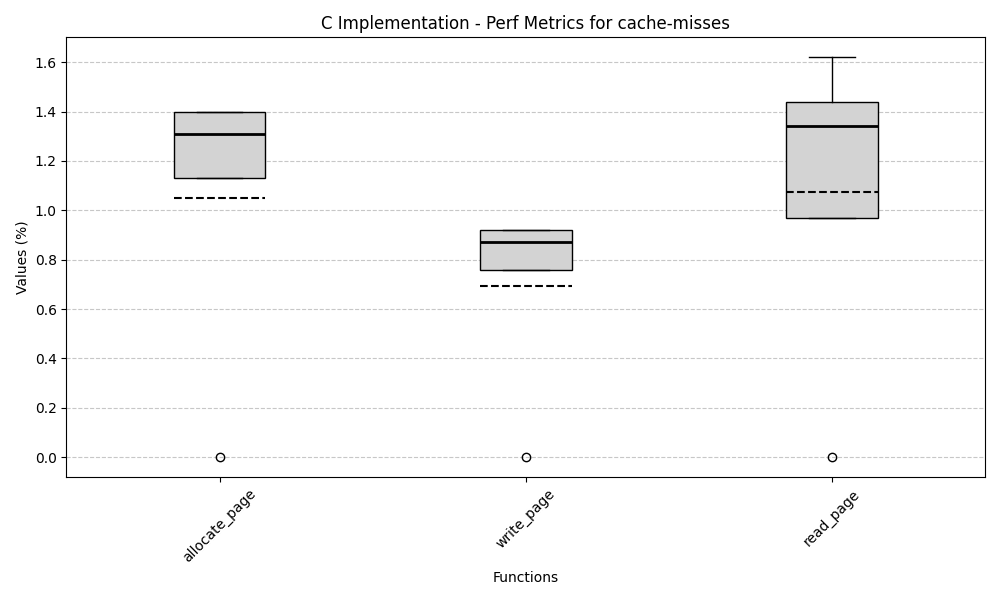 C Implementation - Perf Metrics for cache-misses
Values (%)
1.6
1.4
1.2
1.0
0.8
0.6
0.4
0.2
0.0
allocate_page
write_page
read_page
Functions